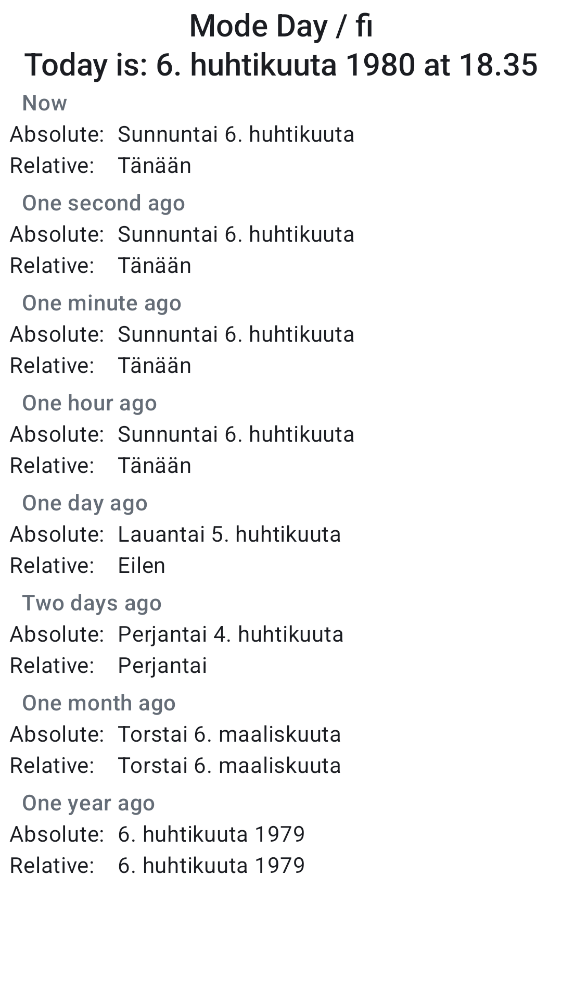 Mode Day / fi
Today is: 6. huhtikuuta 1980 at 18.35
Now
Absolute: Sunnuntai 6. huhtikuuta
Relative: Tänään
One second ago
Absolute: Sunnuntai 6. huhtikuuta
Relative: Tänään
One minute ago
Absolute: Sunnuntai 6. huhtikuuta
Relative: Tänään
One hour ago
Absolute: Sunnuntai 6. huhtikuuta
Relative: Tänään
One day ago
Absolute: Lauantai 5. huhtikuuta
Relative: Eilen
Two days ago
Absolute: Perjantai 4. huhtikuuta
Relative: Perjantai
One month ago
Absolute: Torstai 6. maaliskuuta
Relative: Torstai 6. maaliskuuta
One year ago
Absolute: 6. huhtikuuta 1979
Relative: 6. huhtikuuta 1979